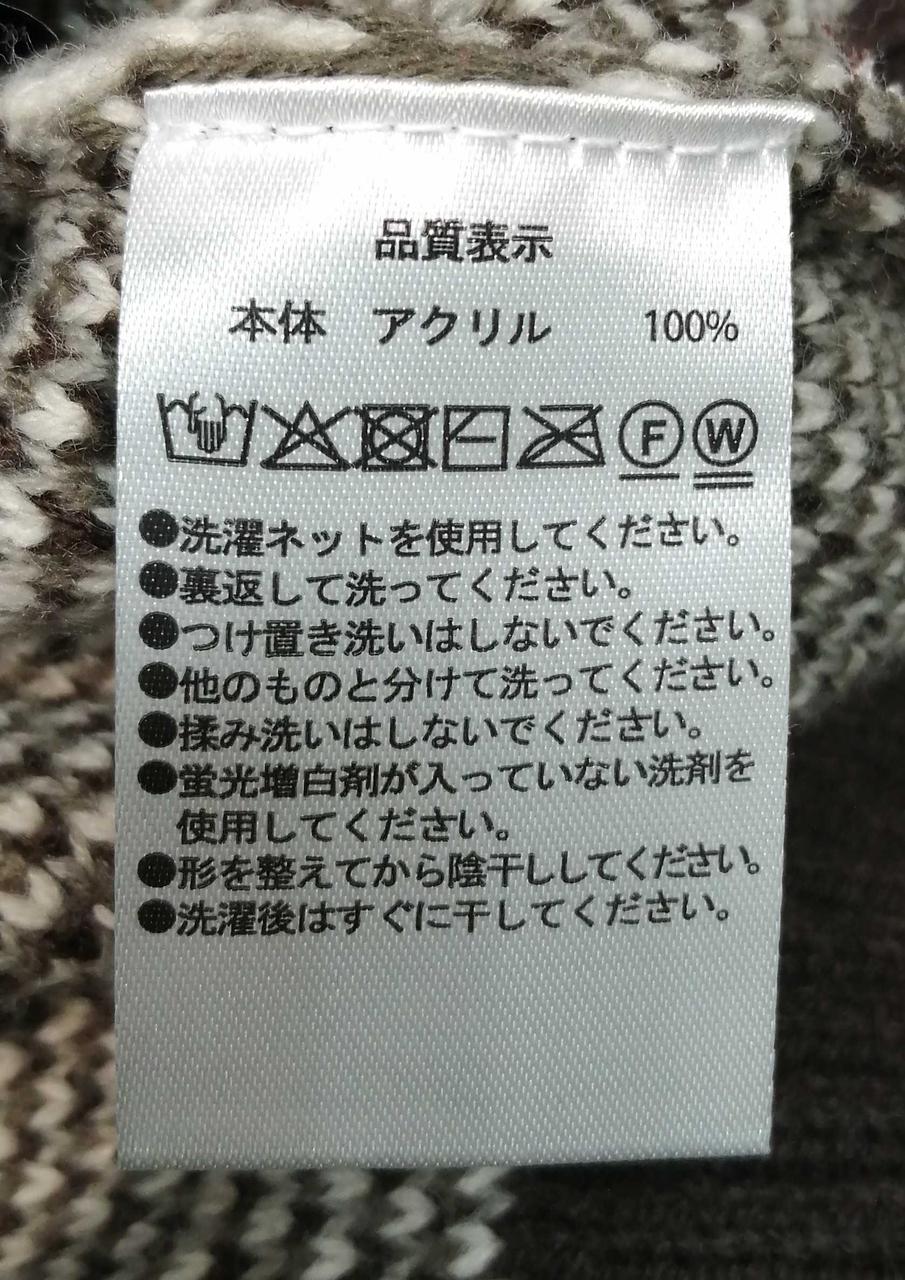 品質表示
本体 アクリル 100%
F W
●洗濯ネットを使用してください。
●裏返して洗ってください。
●つけ置き洗いはしないでください。
●他のものと分けて洗ってください。
●揉み洗いはしないでください。
●蛍光増白剤が入っていない洗剤を
使用してください。
●形を整えてから陰干ししてください。
●洗濯後はすぐに干してください。